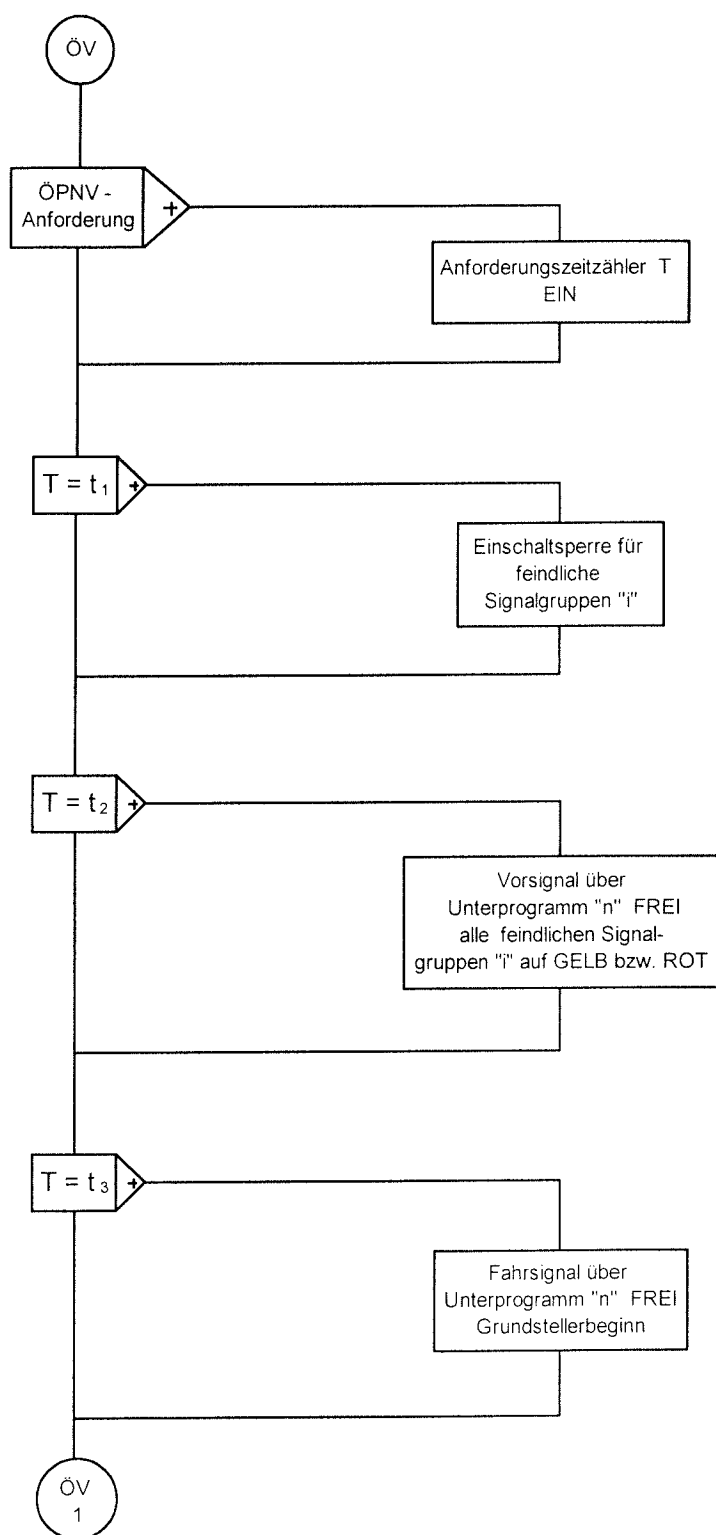 ÖV
ÖPNV -
Anforderung
+
Anforderungszeitzähler T
EIN
T = t₁
+
Einschaltsperre für
feindliche
Signalgruppen "i"
T = t₂
+
Vorsignal über
Unterprogramm "n" FREI
alle feindlichen Signal-
gruppen "i" auf GELB bzw. ROT
T = t₃
+
Fahrsignal über
Unterprogramm "n" FREI
Grundstellerbeginn
ÖV
1